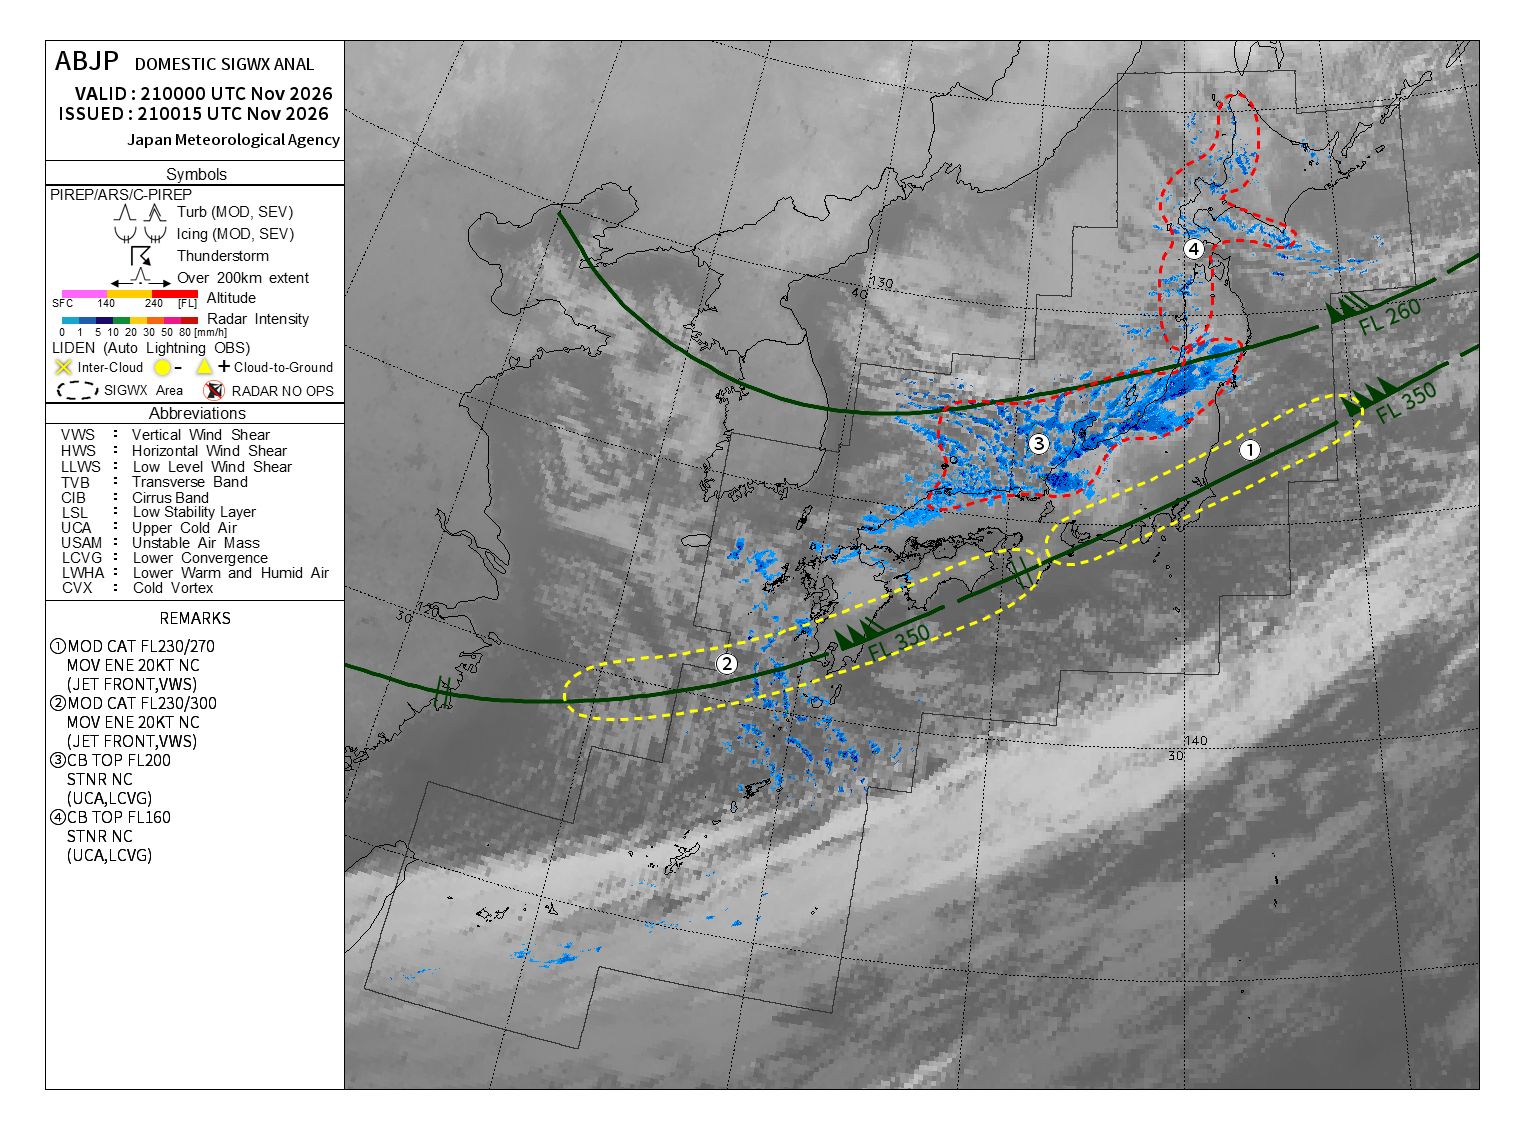 ABJP DOMESTIC SIGWX ANAL
VALID : 210000 UTC Nov 2026
ISSUED : 210015 UTC Nov 2026
Japan Meteorological Agency
Symbols
PIREP/ARS/C-PIREP
Turb (MOD, SEV)
Icing (MOD, SEV)
Thunderstorm
Over 200km extent
Altitude
SFC 140 240 [FL]
Radar Intensity
0 1 5 10 20 30 50 80 [mm/h]
LIDEN (Auto Lightning OBS)
Inter-Cloud - + Cloud-to-Ground
SIGWX Area RADAR NO OPS
Abbreviations
VWS : Vertical Wind Shear
HWS : Horizontal Wind Shear
LLWS : Low Level Wind Shear
TVB : Transverse Band
CIB : Cirrus Band
LSL : Low Stability Layer
UCA : Upper Cold Air
USAM : Unstable Air Mass
LCVG : Lower Convergence
LWHA : Lower Warm and Humid Air
CVX : Cold Vortex
REMARKS
①MOD CAT FL230/270
MOV ENE 20KT NC
(JET FRONT,VWS)
②MOD CAT FL230/300
MOV ENE 20KT NC
(JET FRONT,VWS)
③CB TOP FL200
STNR NC
(UCA,LCVG)
④CB TOP FL160
STNR NC
(UCA,LCVG)
④
130
40
FL 260
FL 350
③
①
120
30
FL 350
②
140
30